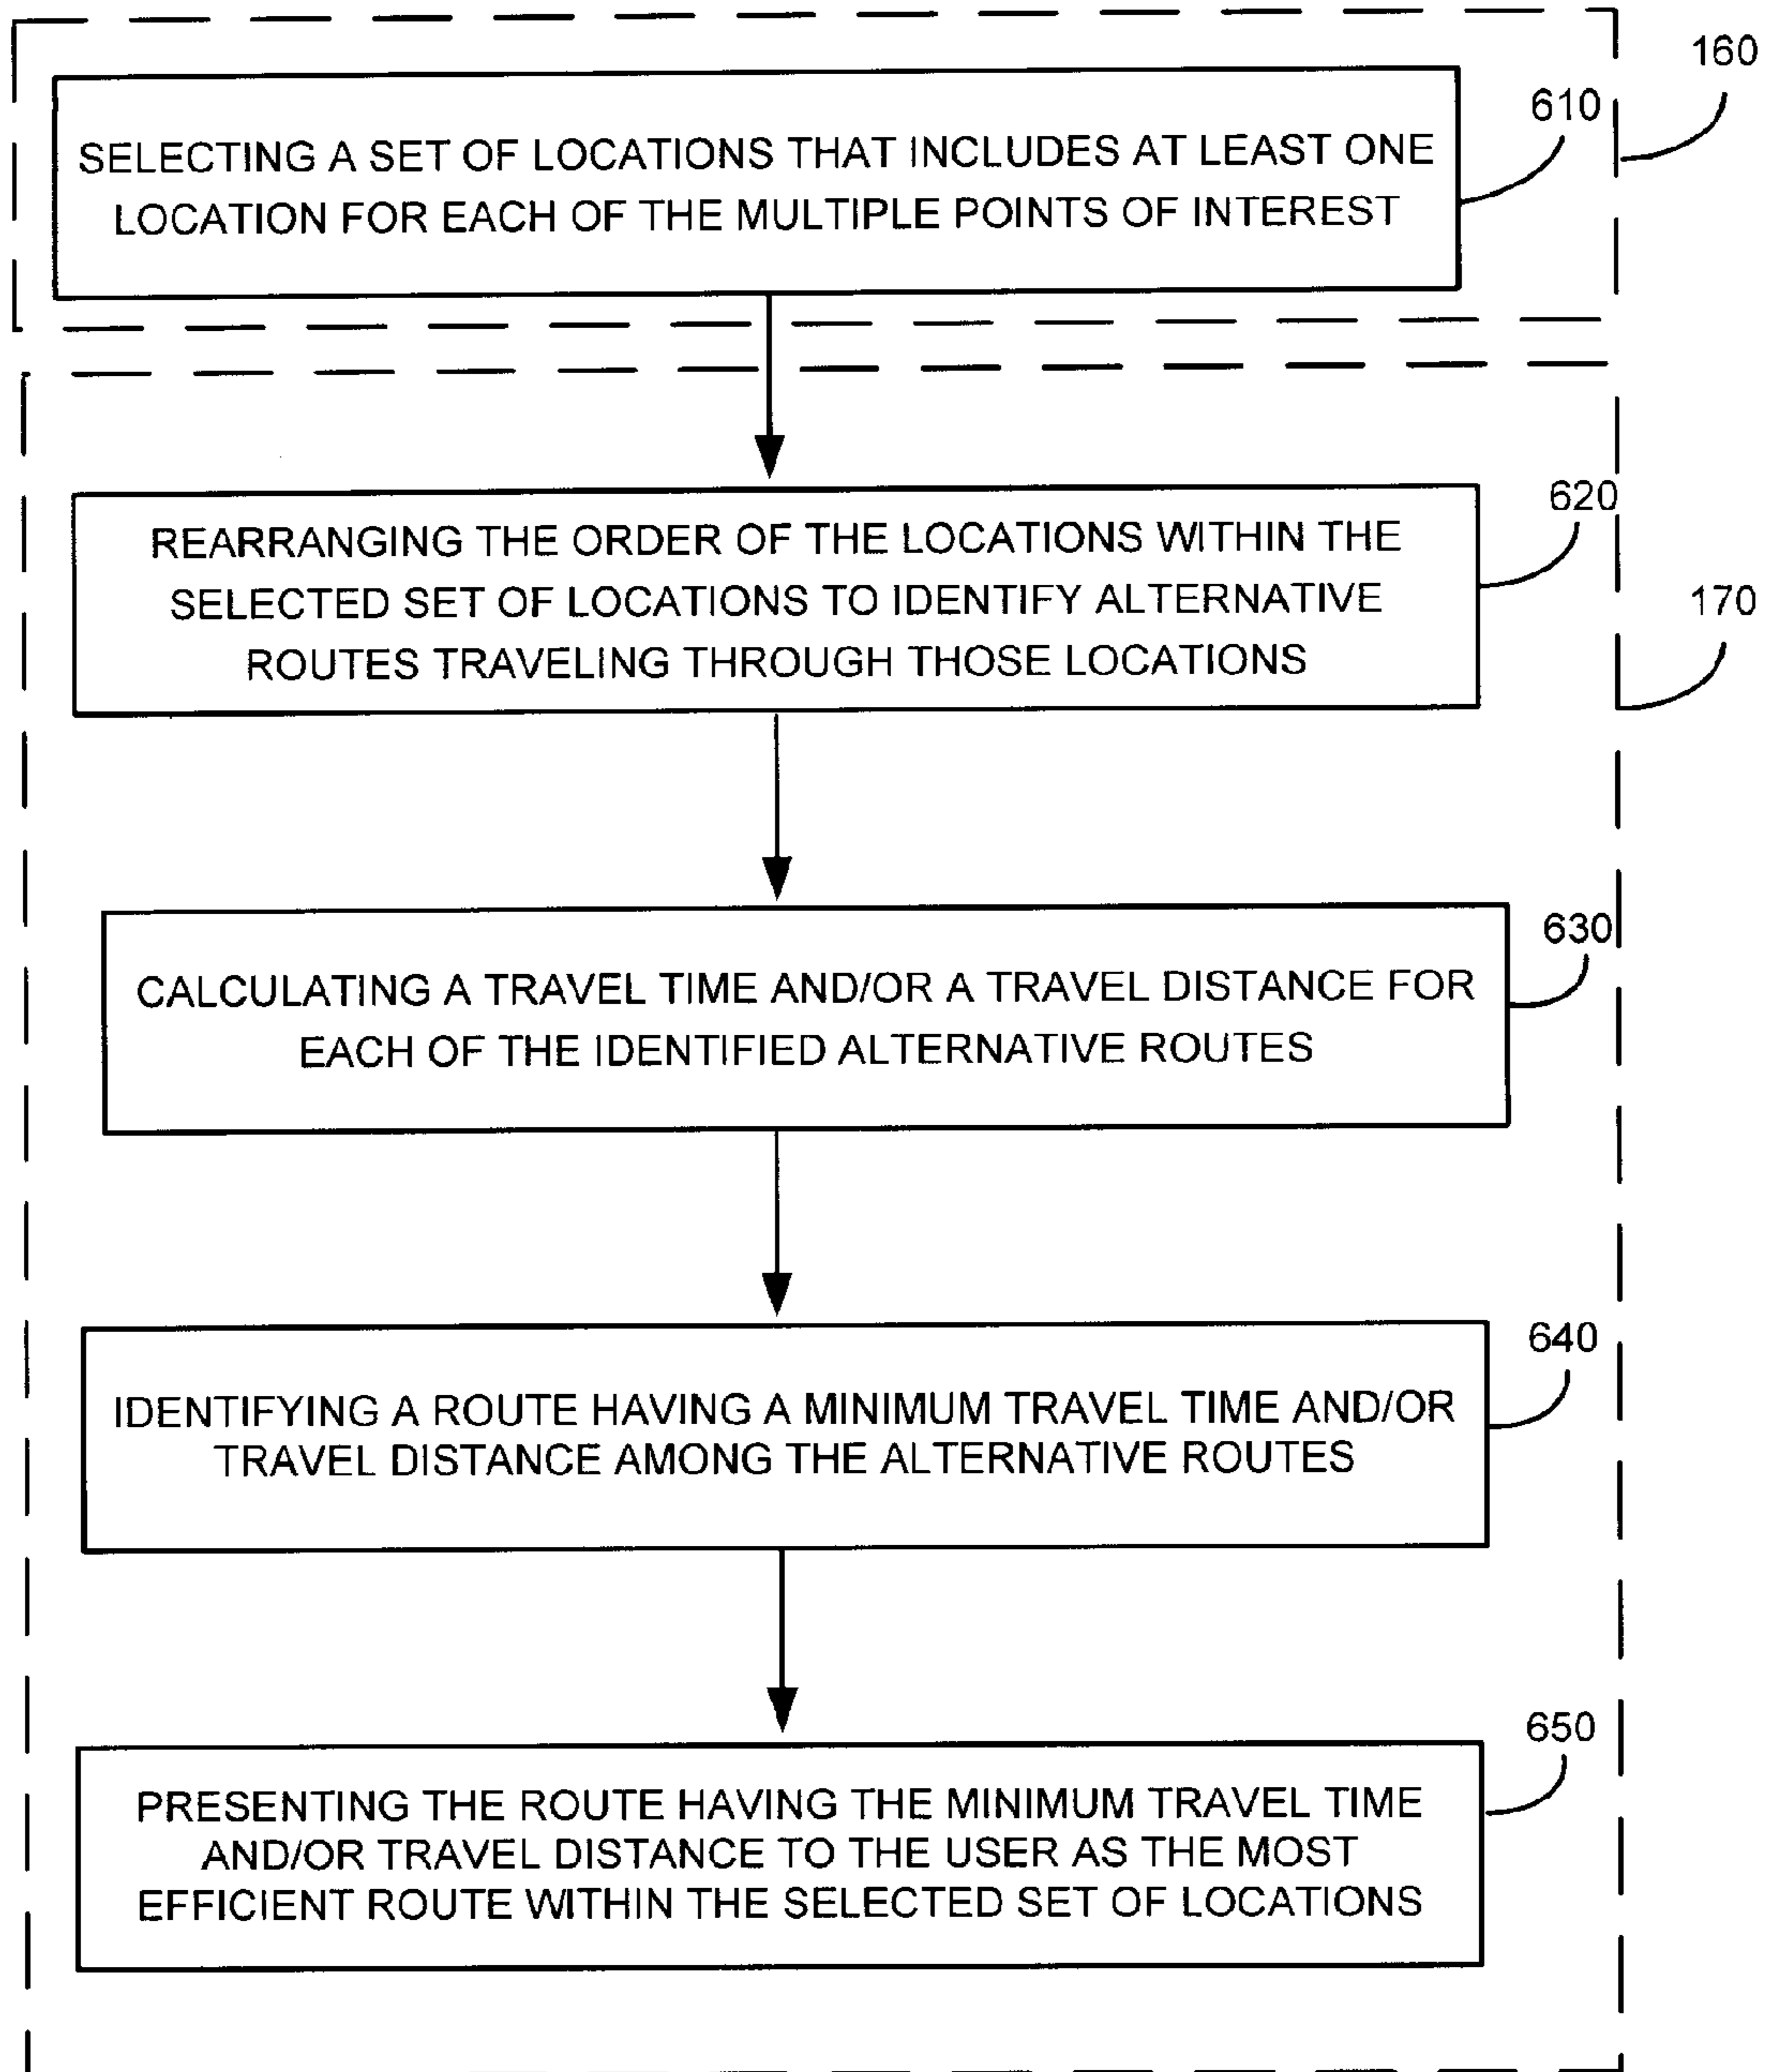 160
610
SELECTING A SET OF LOCATIONS THAT INCLUDES AT LEAST ONE
LOCATION FOR EACH OF THE MULTIPLE POINTS OF INTEREST
620
REARRANGING THE ORDER OF THE LOCATIONS WITHIN THE
SELECTED SET OF LOCATIONS TO IDENTIFY ALTERNATIVE
ROUTES TRAVELING THROUGH THOSE LOCATIONS
170
630
CALCULATING A TRAVEL TIME AND/OR A TRAVEL DISTANCE FOR
EACH OF THE IDENTIFIED ALTERNATIVE ROUTES
640
IDENTIFYING A ROUTE HAVING A MINIMUM TRAVEL TIME AND/OR
TRAVEL DISTANCE AMONG THE ALTERNATIVE ROUTES
650
PRESENTING THE ROUTE HAVING THE MINIMUM TRAVEL TIME
AND/OR TRAVEL DISTANCE TO THE USER AS THE MOST
EFFICIENT ROUTE WITHIN THE SELECTED SET OF LOCATIONS